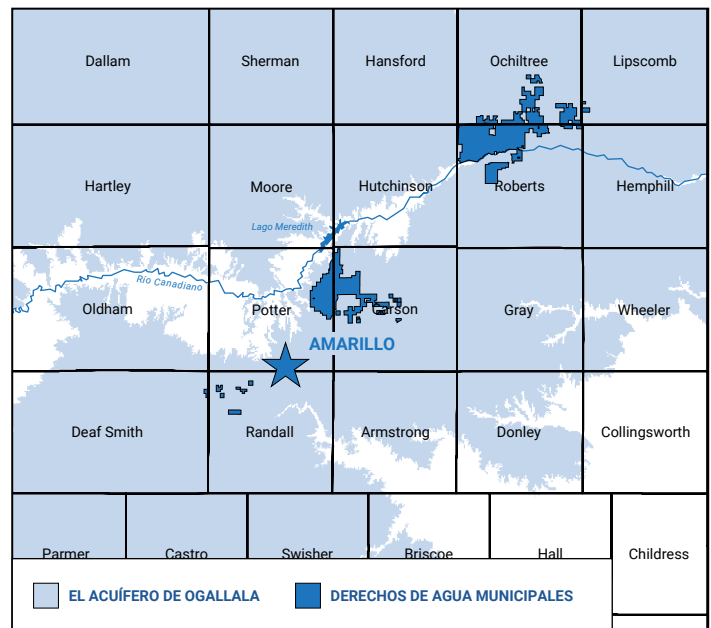 Dallam
Sherman
Hansford
Ochiltree
Lipscomb
Hartley
Moore
Hutchinson
Roberts
Hemphill
Lago Meredith
Río Canadiano
Oldham
Potter
Carson
Gray
Wheeler
AMARILLO
Deaf Smith
Randall
Armstrong
Donley
Collingsworth
Parmer
Castro
Swisher
Briscoe
Hall
Childress
EL ACUÍFERO DE OGALLALA
DERECHOS DE AGUA MUNICIPALES